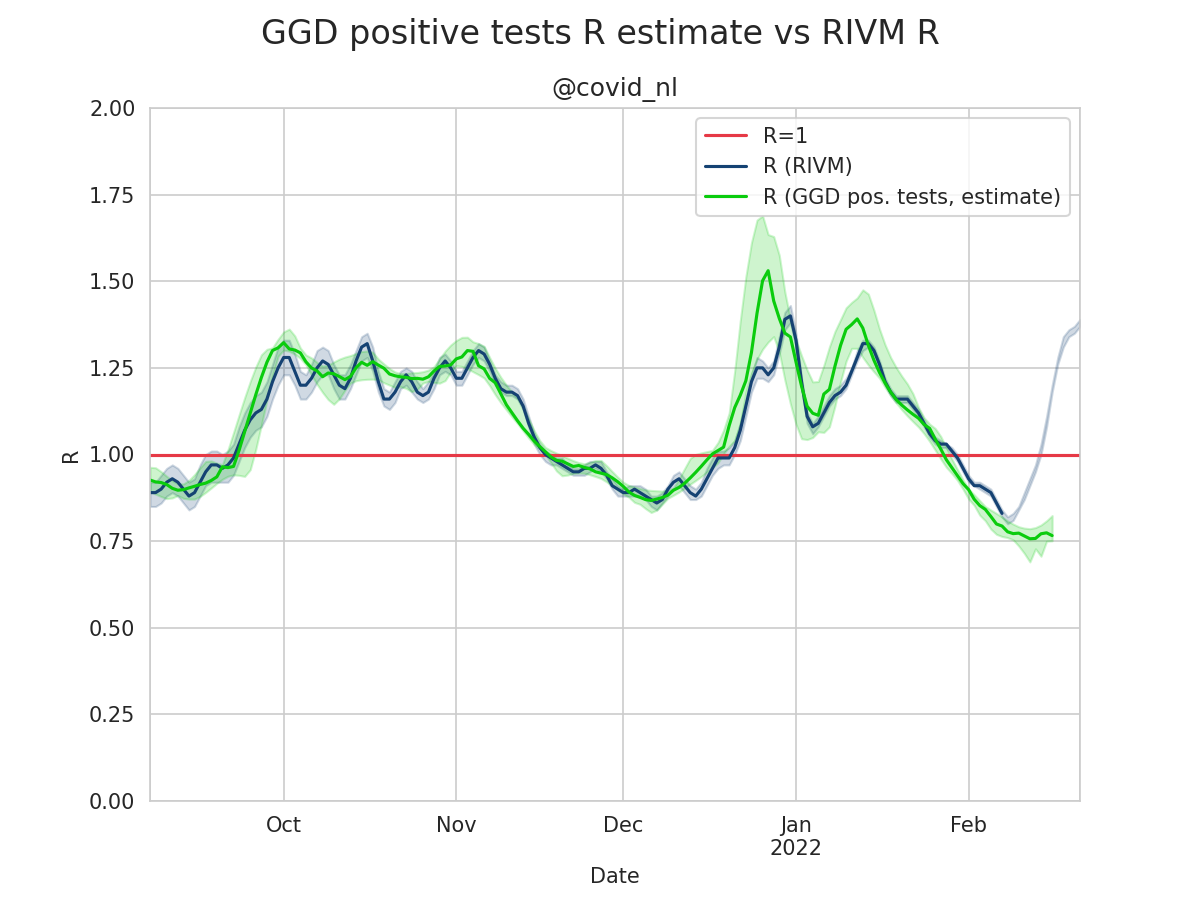 GGD positive tests R estimate vs RIVM R
@covid_nl
R=1
R (RIVM)
R (GGD pos. tests, estimate)
2.00
1.75
1.50
1.25
1.00
0.75
0.50
0.25
0.00
R
Oct
Nov
Dec
Jan
2022
Feb
Date